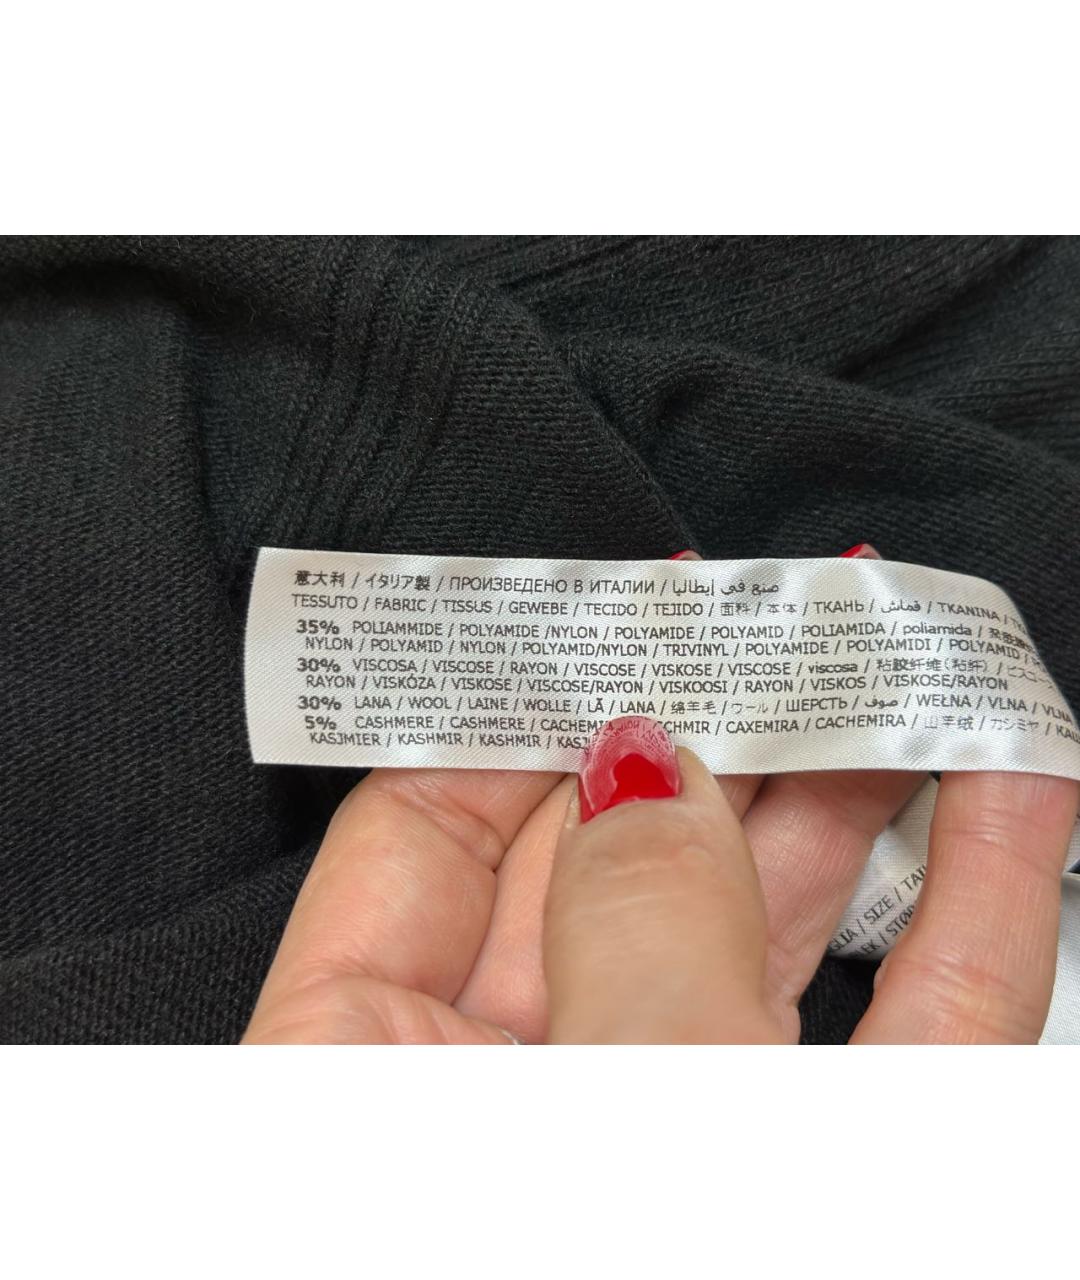 意大利 / イタリア製 / ПРОИЗВЕДЕНО В ИТАЛИИ / صنع في إيطاليا
TESSUTO / FABRIC / TISSUS / GEWEBE / TECIDO / TEJIDO / 面料 / 本体 / ТКАНЬ / قماش / TKANINA /
35% POLIAMMIDE / POLYAMIDE /NYLON / POLYAMIDE / POLYAMID / POLIAMIDA / poliamida /
NYLON / POLYAMID / NYLON / POLYAMID/NYLON / TRIVINYL / POLYAMIDE / POLYAMIDI / POLYAMID /
30% VISCOSA / VISCOSE / RAYON / VISCOSE / VISKOSE / VISCOSE / viscosa / 粘胶纤维(粘纤) /
RAYON / VISKÓZA / VISKOSE / VISCOSE/RAYON / VISKOOSI / RAYON / VISKOS / VISKOSE/RAYON
30% LANA / WOOL / LAINE / WOLLE / LÃ / LANA / 绵羊毛 / ウール / ШЕРСТЬ / صوف / WEŁNA / VLNA / VLNA
5% CASHMERE / CASHMERE / CACHEMIR / CAXEMIRA / CACHEMIRA / 山羊绒 / カシミヤ /
KASJMIER / KASHMIR / KASHMIR /
/ SIZE /